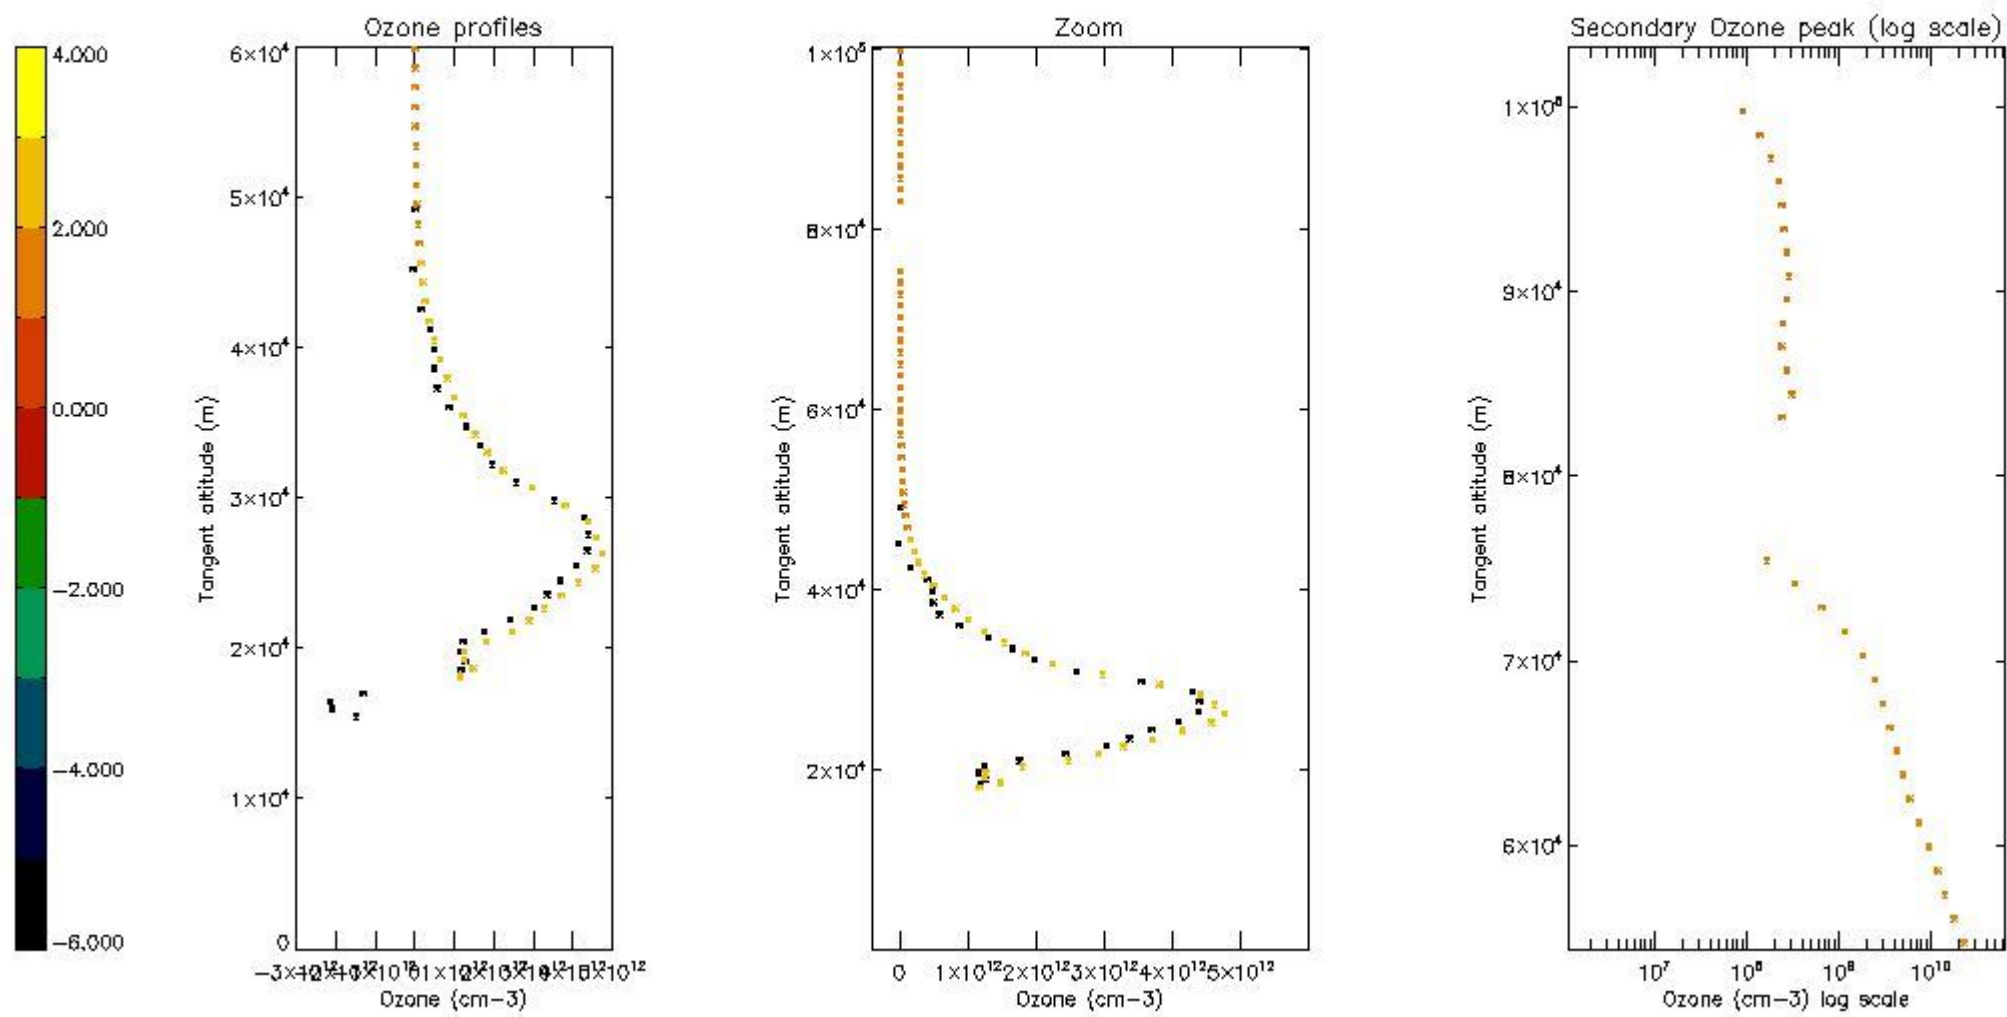 Ozone profiles
Zoom
Secondary Ozone peak (log scale)
4.000
2.000
0.000
−2.000
−4.000
−6.000
6×10⁴
5×10⁴
4×10⁴
3×10⁴
2×10⁴
1×10⁴
0
Tangent altitude (m)
Ozone (cm−3)
1×10⁵
8×10⁴
6×10⁴
4×10⁴
2×10⁴
Tangent altitude (m)
0 1×10¹² 2×10¹² 3×10¹² 4×10¹² 5×10¹²
Ozone (cm−3)
9×10⁴
8×10⁴
7×10⁴
6×10⁴
Tangent altitude (m)
10⁷ 10⁸ 10⁹ 10¹⁰
Ozone (cm−3) log scale